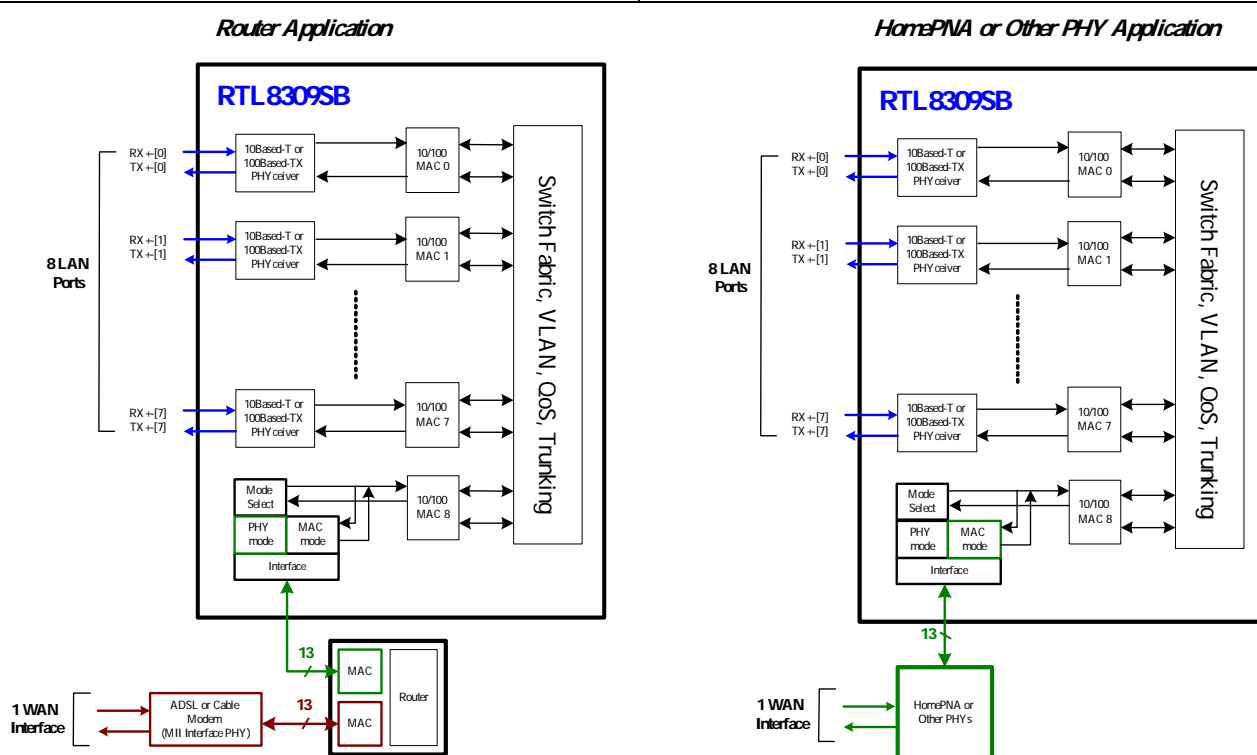 Router Application
RTL8309SB
8 LAN
Ports
RX+-[0]
TX+-[0]
10Based-T or
100Based-TX
PHYceiver
10/100
MAC 0
RX+-[1]
TX+-[1]
10Based-T or
100Based-TX
PHYceiver
10/100
MAC 1
RX+-[7]
TX+-[7]
10Based-T or
100Based-TX
PHYceiver
10/100
MAC 7
Mode
Select
PHY
mode
MAC
mode
Interface
10/100
MAC 8
Switch Fabric, VLAN, QoS, Trunking
13
MAC
Router
1 WAN
Interface
ADSL or Cable
Modem
(MII Interface PHY)
13
MAC
HomePNA or Other PHY Application
RTL8309SB
8 LAN
Ports
RX+-[0]
TX+-[0]
10Based-T or
100Based-TX
PHYceiver
10/100
MAC 0
RX+-[1]
TX+-[1]
10Based-T or
100Based-TX
PHYceiver
10/100
MAC 1
RX+-[7]
TX+-[7]
10Based-T or
100Based-TX
PHYceiver
10/100
MAC 7
Mode
Select
PHY
mode
MAC
mode
Interface
10/100
MAC 8
Switch Fabric, VLAN, QoS, Trunking
13
1 WAN
Interface
HomePNA or
Other PHYs